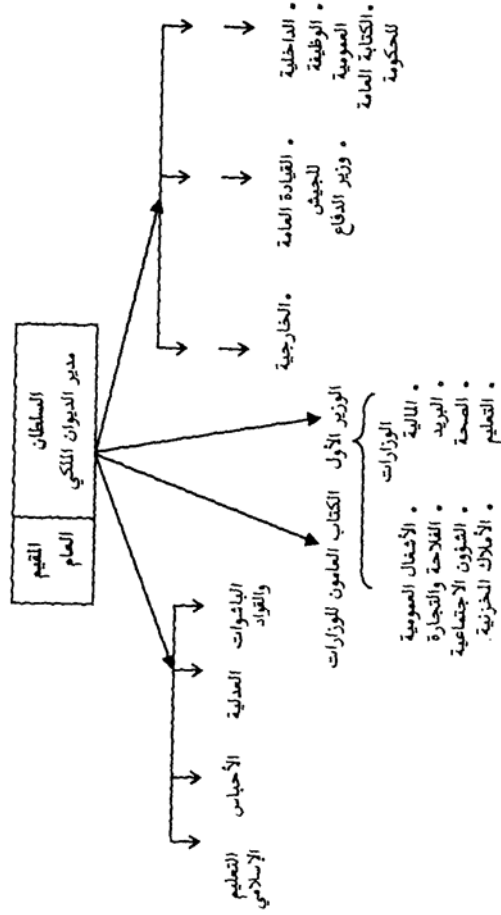 السلطان
مدير الديوان الملكي
المقيم
العام
• الداخلية
• الوظيفة
العمومية
• الكتابة العامة
للحكومة
• القيادة العامة
للجيش
• وزير الدفاع
• الخارجية
الوزير الأول
الكتاب العامون للوزارات
الوزارات
• المالية
• البريد
• الصحة
• التعليم
• الأشغال العمومية
• الفلاحة والتجارة
• الشؤون الاجتماعية
• الأملاك المخزنية
الباشوات
والقواد
العدلية
الأحباس
التعليم
الإسلامي